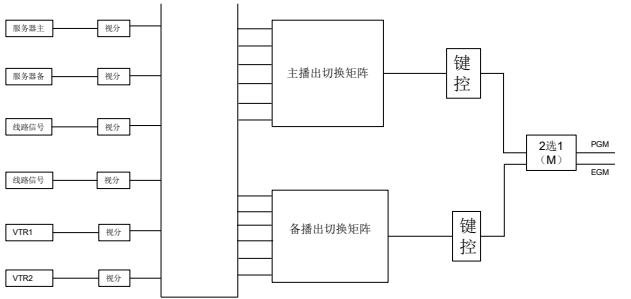 服务器主 视分
服务器备 视分
线路信号 视分
线路信号 视分
VTR1 视分
VTR2 视分
主播出切换矩阵
备播出切换矩阵
键
控
键
控
2选1
（M）
PGM
EGM